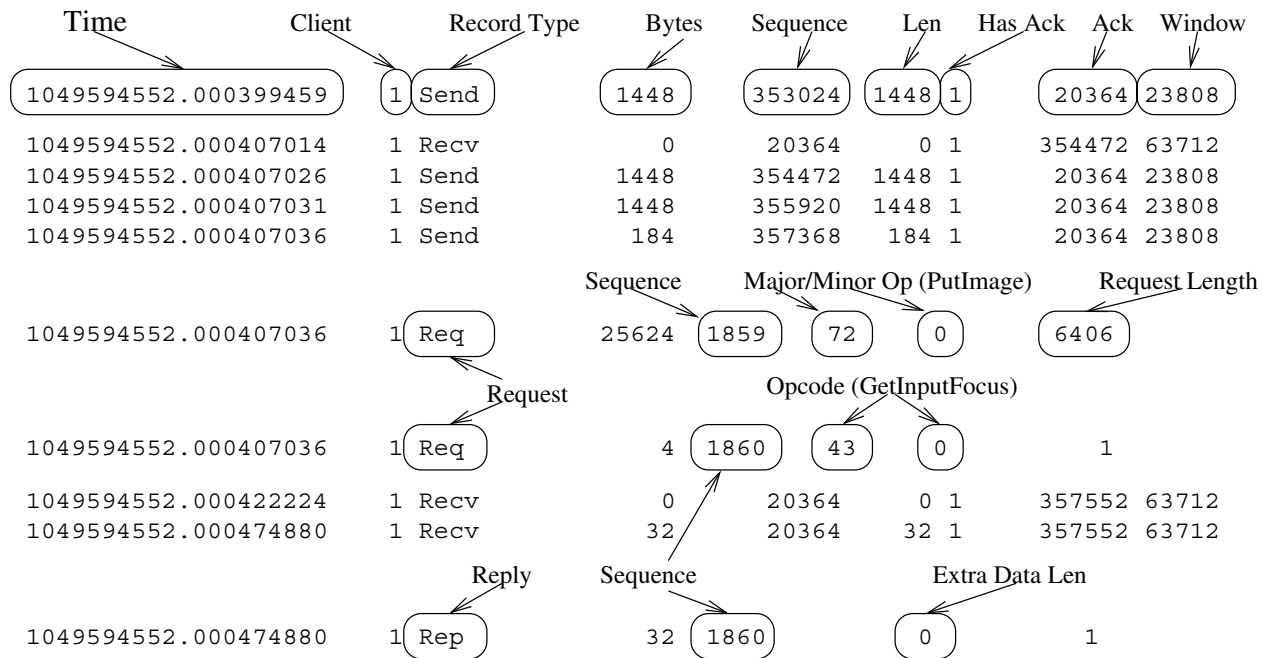 Time Client Record Type Bytes Sequence Len Has Ack Ack Window
1049594552.000399459 1 Send 1448 353024 1448 1 20364 23808
1049594552.000407014 1 Recv 0 20364 0 1 354472 63712
1049594552.000407026 1 Send 1448 354472 1448 1 20364 23808
1049594552.000407031 1 Send 1448 355920 1448 1 20364 23808
1049594552.000407036 1 Send 184 357368 184 1 20364 23808
Sequence Major/Minor Op (PutImage) Request Length
1049594552.000407036 1 Req 25624 1859 72 0 6406
Request Opcode (GetInputFocus)
1049594552.000407036 1 Req 4 1860 43 0 1
1049594552.000422224 1 Recv 0 20364 0 1 357552 63712
1049594552.000474880 1 Recv 32 20364 32 1 357552 63712
Reply Sequence Extra Data Len
1049594552.000474880 1 Rep 32 1860 0 1